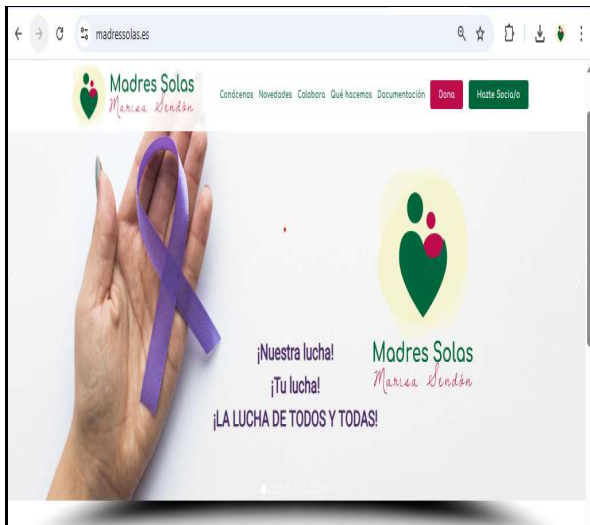 madressolas.es
Madres Solas
Marisa Sendón
Conócenos Novedades Colabora Qué hacemos Documentación Dona Hazte Socia/o
¡Nuestra lucha!
¡Tu lucha!
¡LA LUCHA DE TODOS Y TODAS!
Madres Solas
Marisa Sendón